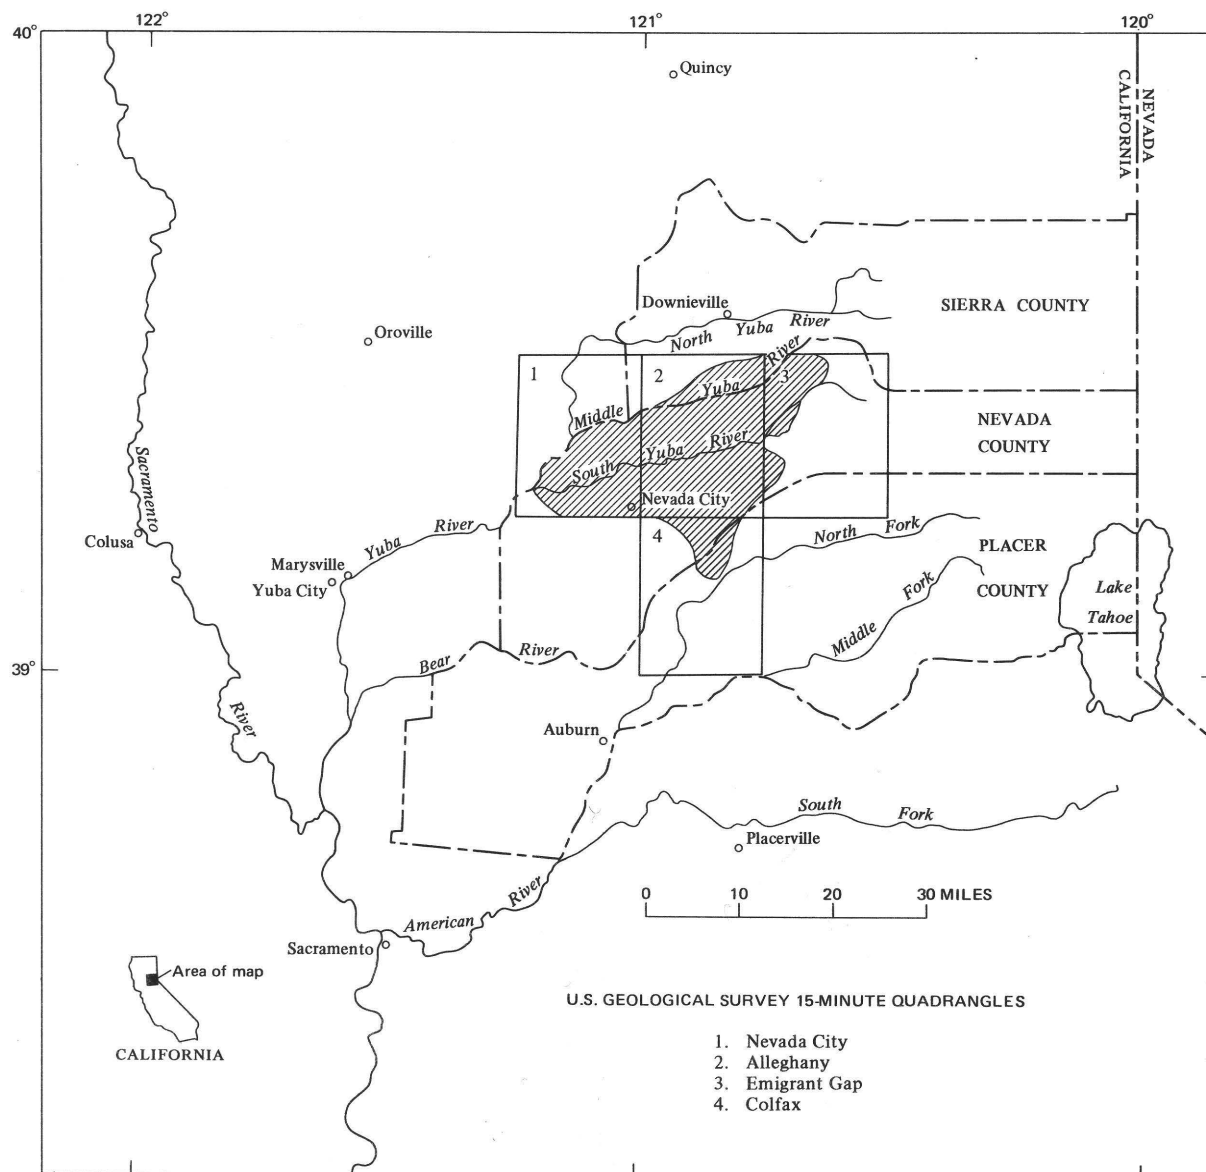 122°
121°
120°
40°
Quincy
NEVADA
CALIFORNIA
Downieville
North Yuba River
SIERRA COUNTY
Oroville
1
2
3
Middle Yuba River
NEVADA
COUNTY
South Yuba River
Nevada City
Sacramento River
Colusa
Yuba River
4
North Fork
Marysville
Yuba City
PLACER
COUNTY
Middle Fork
Lake
Tahoe
39°
Bear River
Auburn
South Fork
Placerville
American River
0 10 20 30 MILES
Sacramento
Area of map
CALIFORNIA
U.S. GEOLOGICAL SURVEY 15-MINUTE QUADRANGLES
1. Nevada City
2. Alleghany
3. Emigrant Gap
4. Colfax